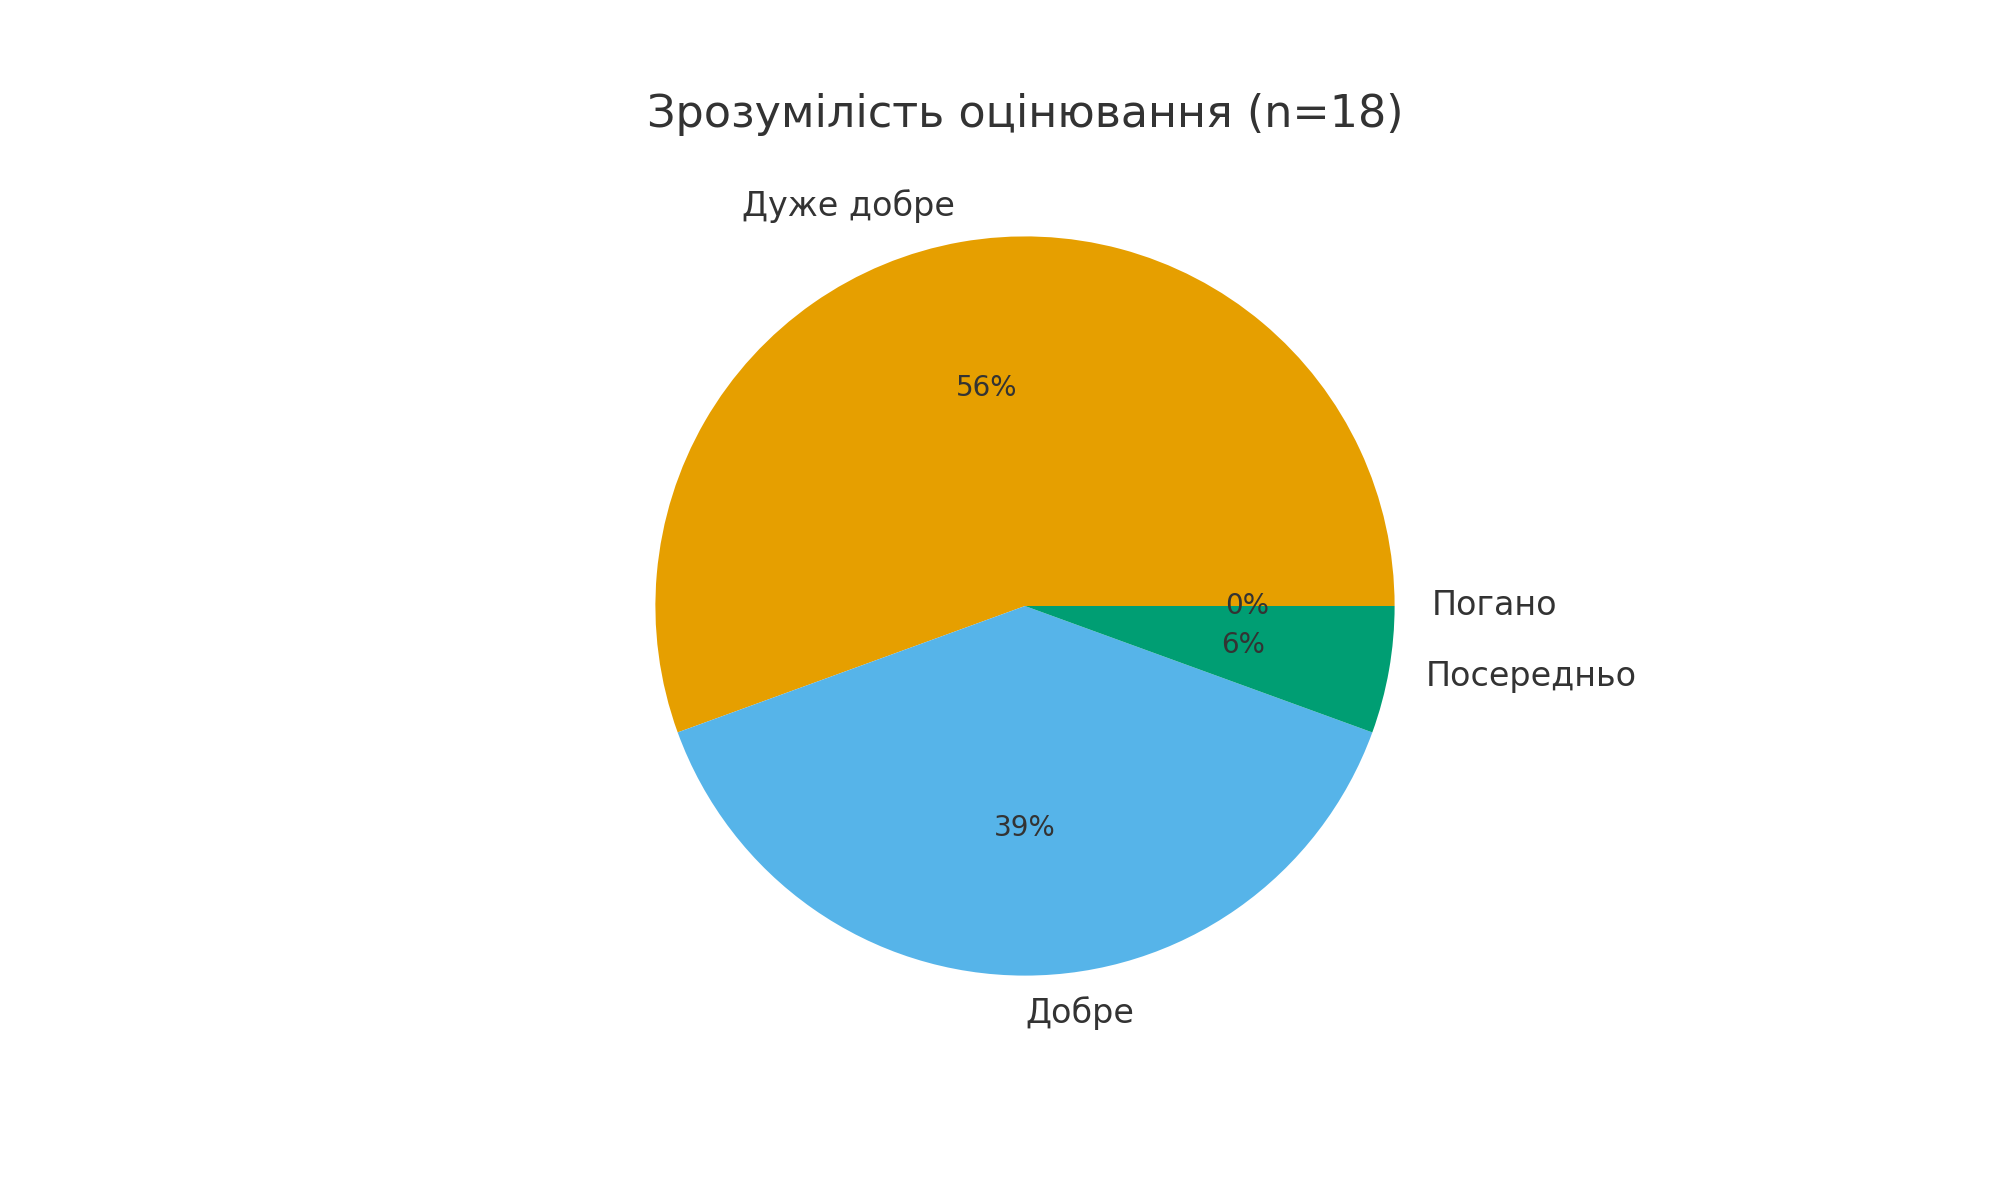 Зрозумілість оцінювання (n=18)
Дуже добре
56%
0%
Погано
6%
Посередньо
39%
Добре